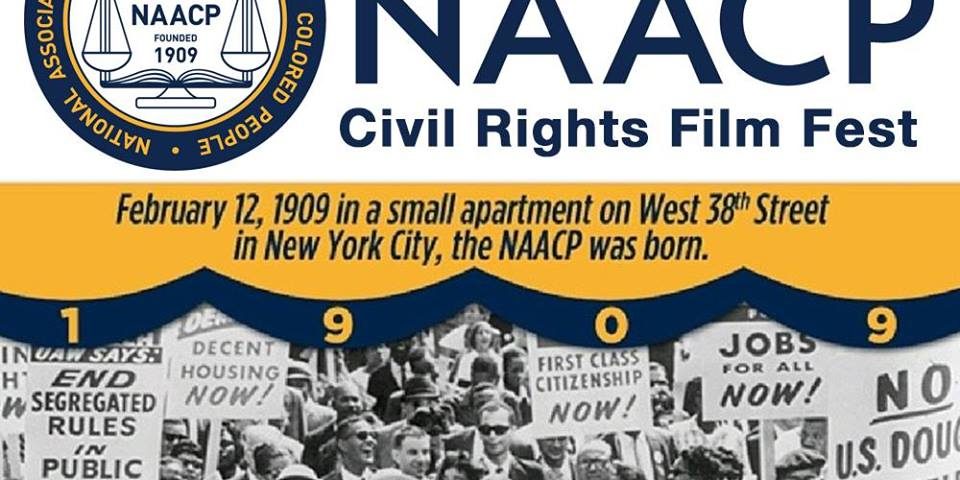 NAACP
FOUNDED
1909
NATIONAL ASSOCIA
COLORED PEOPLE
NAACP
Civil Rights Film Fest
February 12, 1909 in a small apartment on West 38th Street
in New York City, the NAACP was born.
1 9 0 9
UAW SAYS:
END
SEGREGATED
RULES
IN
PUBLIC
DECENT
HOUSING
NOW!
FIRST CLASS
CITIZENSHIP
NOW!
JOBS
FOR ALL
NOW!
NO
U.S. DOUG